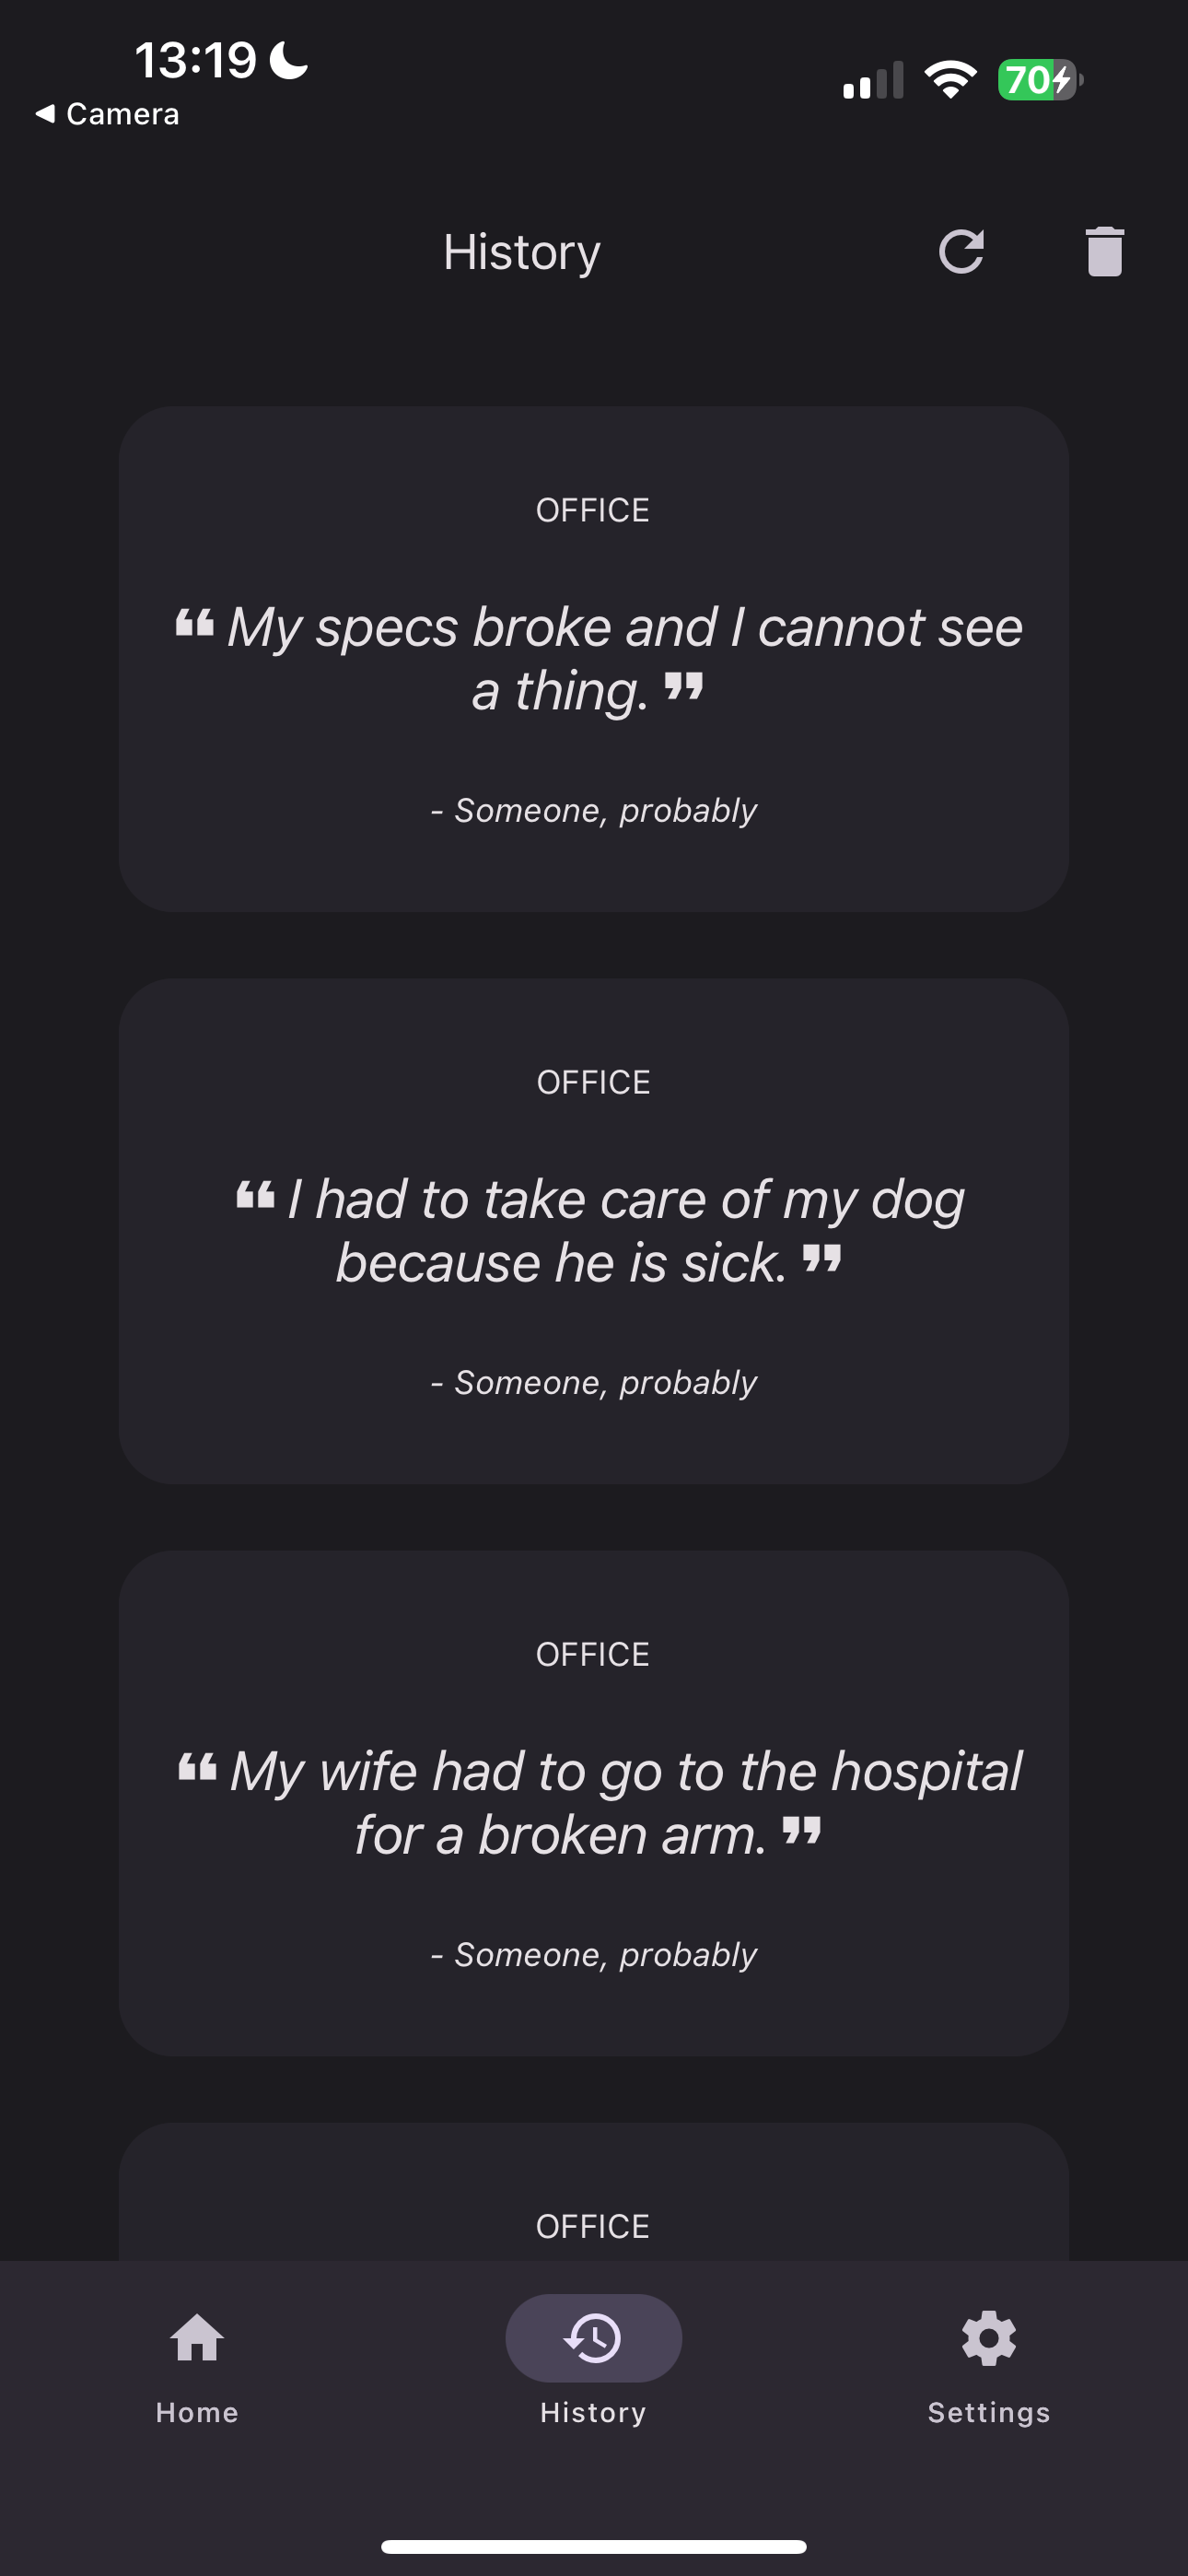 13:19
Camera
70
History
OFFICE
❝ My specs broke and I cannot see
a thing. ❞
- Someone, probably
OFFICE
❝ I had to take care of my dog
because he is sick. ❞
- Someone, probably
OFFICE
❝ My wife had to go to the hospital
for a broken arm. ❞
- Someone, probably
OFFICE
Home
History
Settings